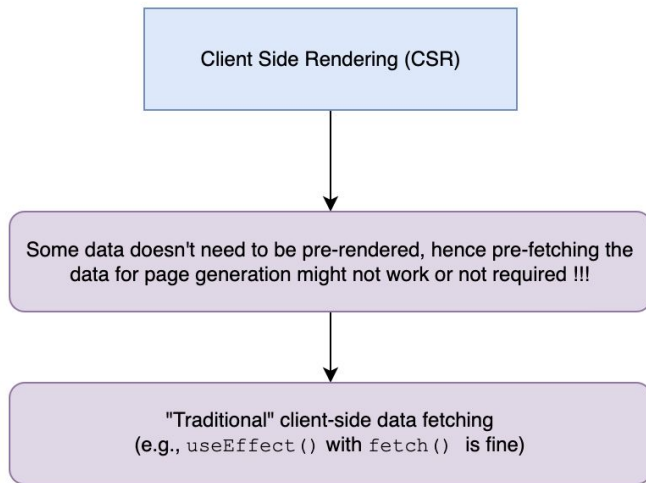 Client Side Rendering (CSR)
Some data doesn't need to be pre-rendered, hence pre-fetching the
data for page generation might not work or not required !!!
"Traditional" client-side data fetching
(e.g., useEffect() with fetch() is fine)